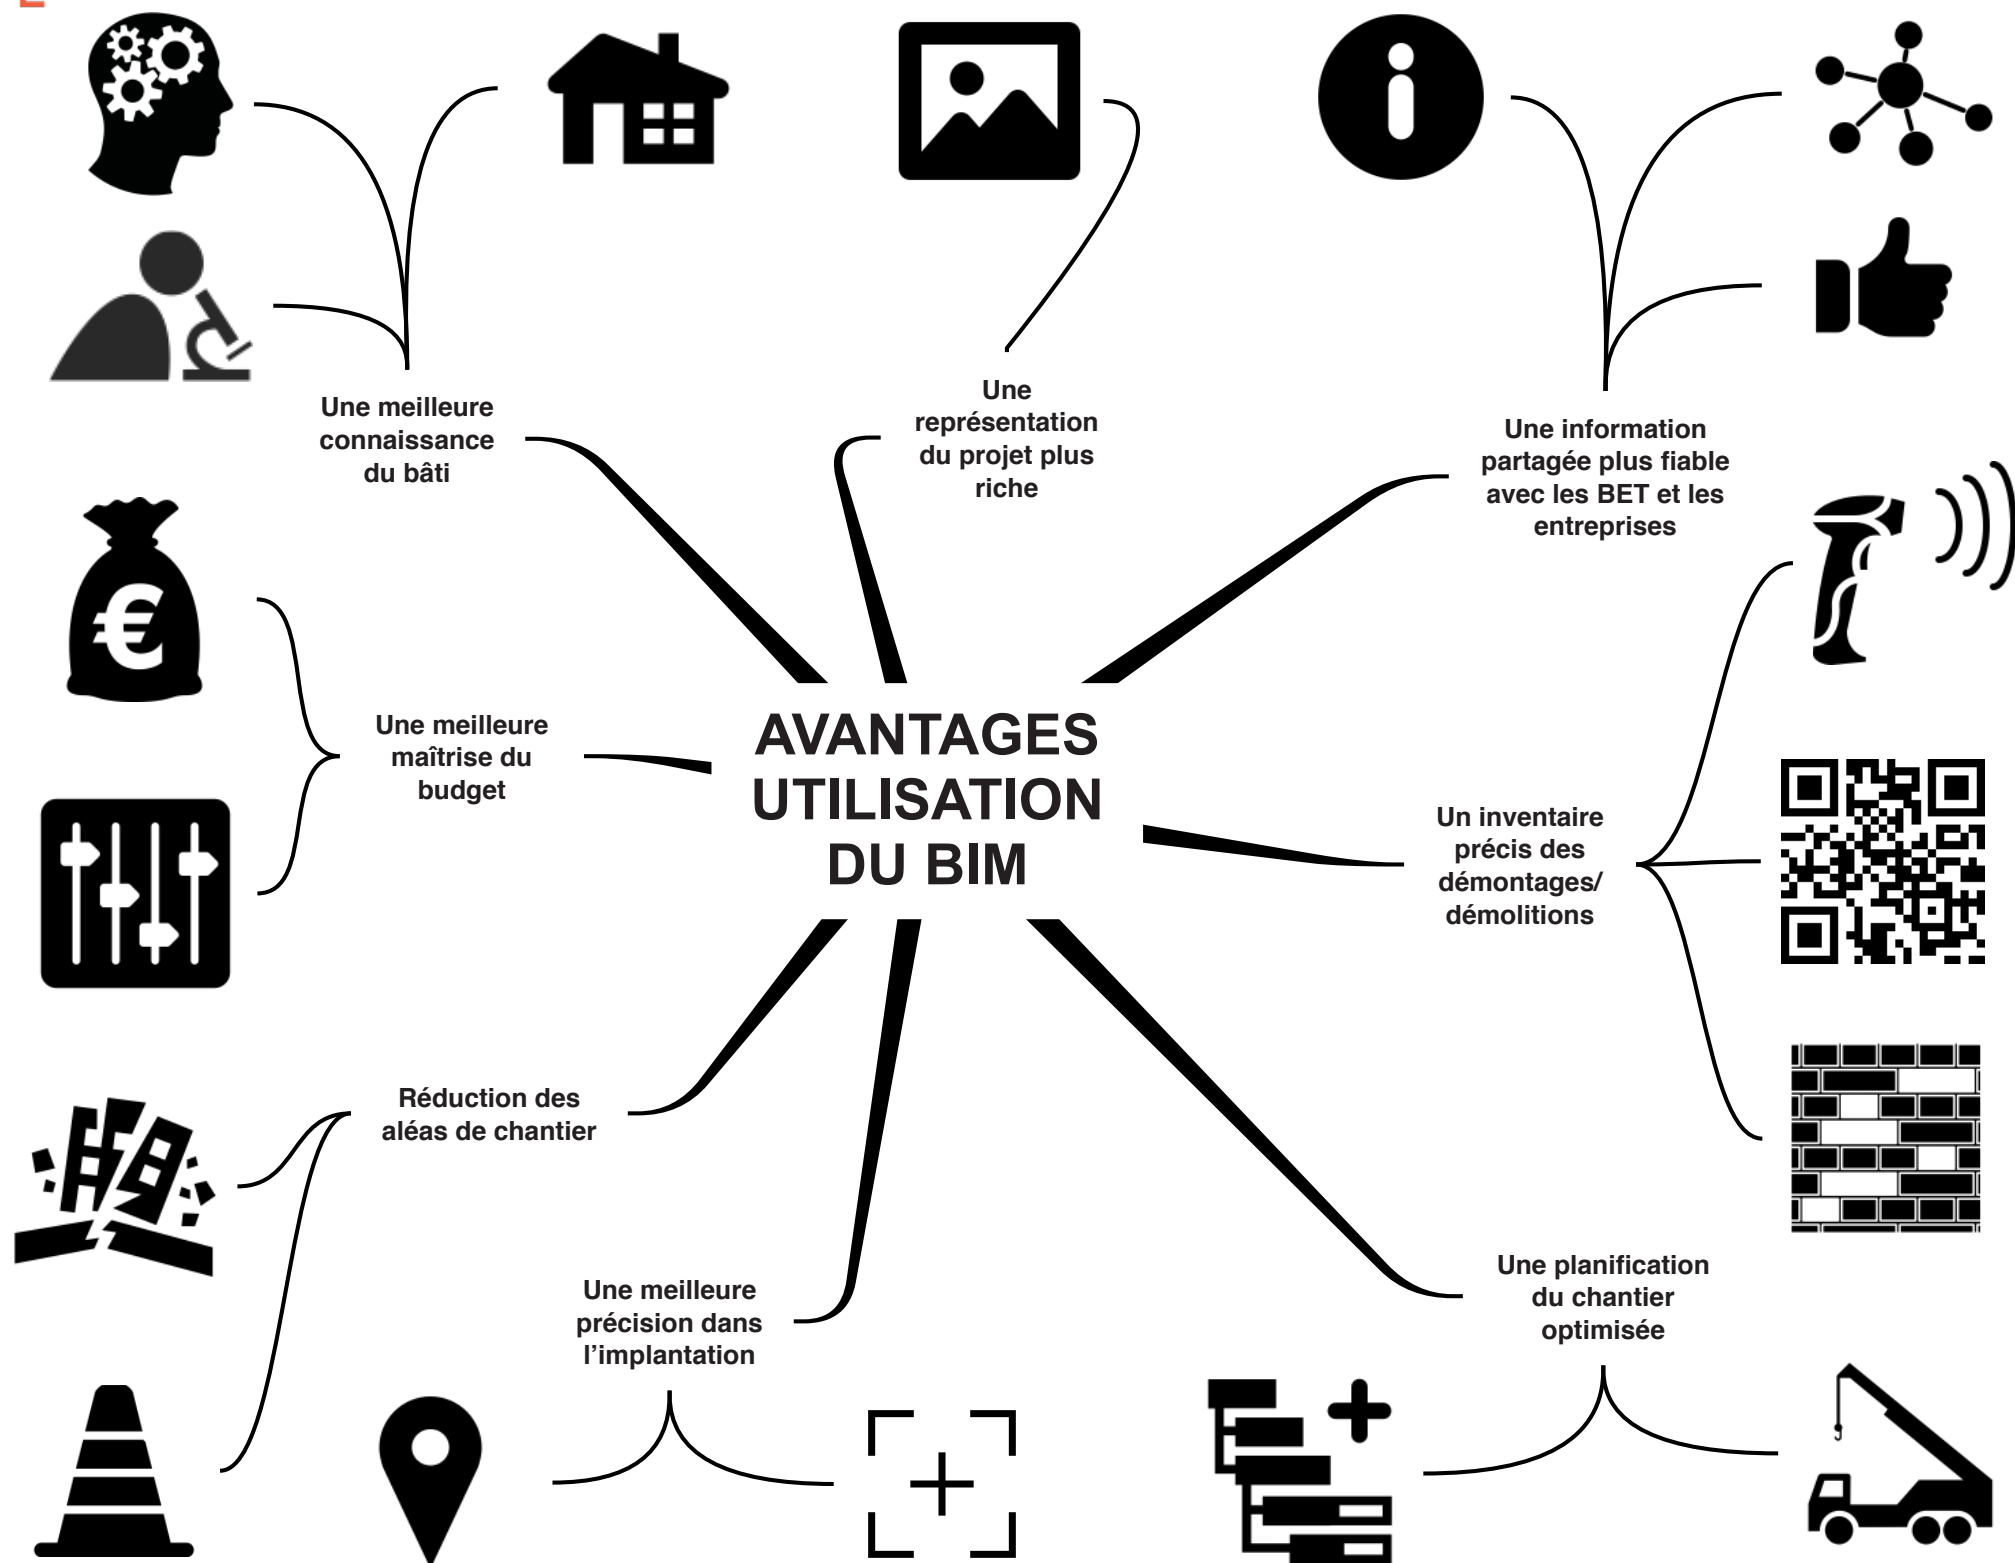 Une meilleure
connaissance
du bâti
Une
représentation
du projet plus
riche
Une information
partagée plus fiable
avec les BET et les
entreprises
€
Une meilleure
maîtrise du
budget
AVANTAGES
UTILISATION
DU BIM
Un inventaire
précis des
démontages/
démolitions
Réduction des
aléas de chantier
Une meilleure
précision dans
l'implantation
Une planification
du chantier
optimisée